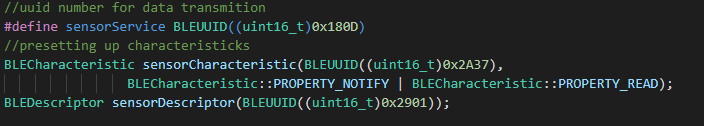 //uuid number for data transmition
#define sensorService BLEUUID((uint16_t)0x180D)
//presetting up characteristicks
BLECharacteristic sensorCharacteristic(BLEUUID((uint16_t)0x2A37),
BLECharacteristic::PROPERTY_NOTIFY | BLECharacteristic::PROPERTY_READ);
BLEDescriptor sensorDescriptor(BLEUUID((uint16_t)0x2901));